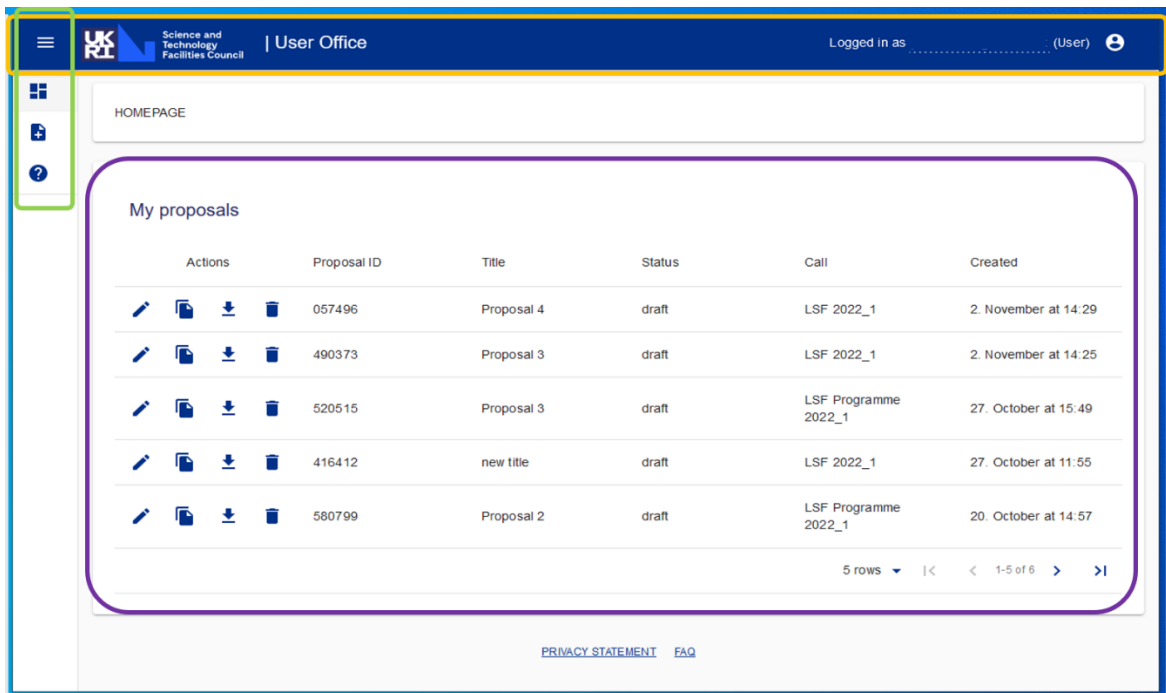 UKRI
Science and
Technology
Facilities Council
| User Office
Logged in as (User)
HOMEPAGE
My proposals
Actions Proposal ID Title Status Call Created
057496 Proposal 4 draft LSF 2022_1 2. November at 14:29
490373 Proposal 3 draft LSF 2022_1 2. November at 14:25
520515 Proposal 3 draft LSF Programme 2022_1 27. October at 15:49
416412 new title draft LSF 2022_1 27. October at 11:55
580799 Proposal 2 draft LSF Programme 2022_1 20. October at 14:57
5 rows 1-5 of 6
PRIVACY STATEMENT FAQ